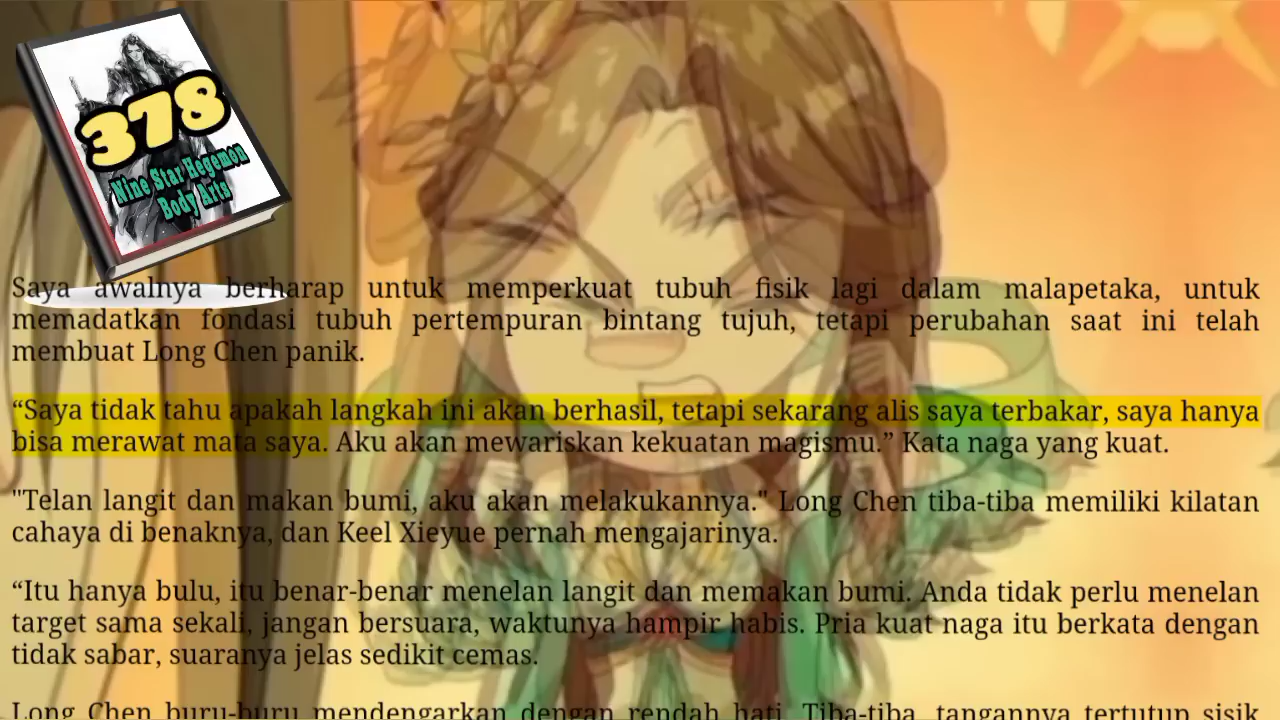 378
Nine Star Hegemon
Body Arts
Saya awalnya berharap untuk memperkuat tubuh fisik lagi dalam malapetaka, untuk
memadatkan fondasi tubuh pertempuran bintang tujuh, tetapi perubahan saat ini telah
membuat Long Chen panik.
“Saya tidak tahu apakah langkah ini akan berhasil, tetapi sekarang alis saya terbakar, saya hanya
bisa merawat mata saya. Aku akan mewariskan kekuatan magismu.” Kata naga yang kuat.
"Telan langit dan makan bumi, aku akan melakukannya." Long Chen tiba-tiba memiliki kilatan
cahaya di benaknya, dan Keel Xieyue pernah mengajarinya.
“Itu hanya bulu, itu benar-benar menelan langit dan memakan bumi. Anda tidak perlu menelan
target sama sekali, jangan bersuara, waktunya hampir habis. Pria kuat naga itu berkata dengan
tidak sabar, suaranya jelas sedikit cemas.
Long Chen buru-buru mendengarkan dengan rendah hati. Tiba-tiba, tangannya tertutup sisik